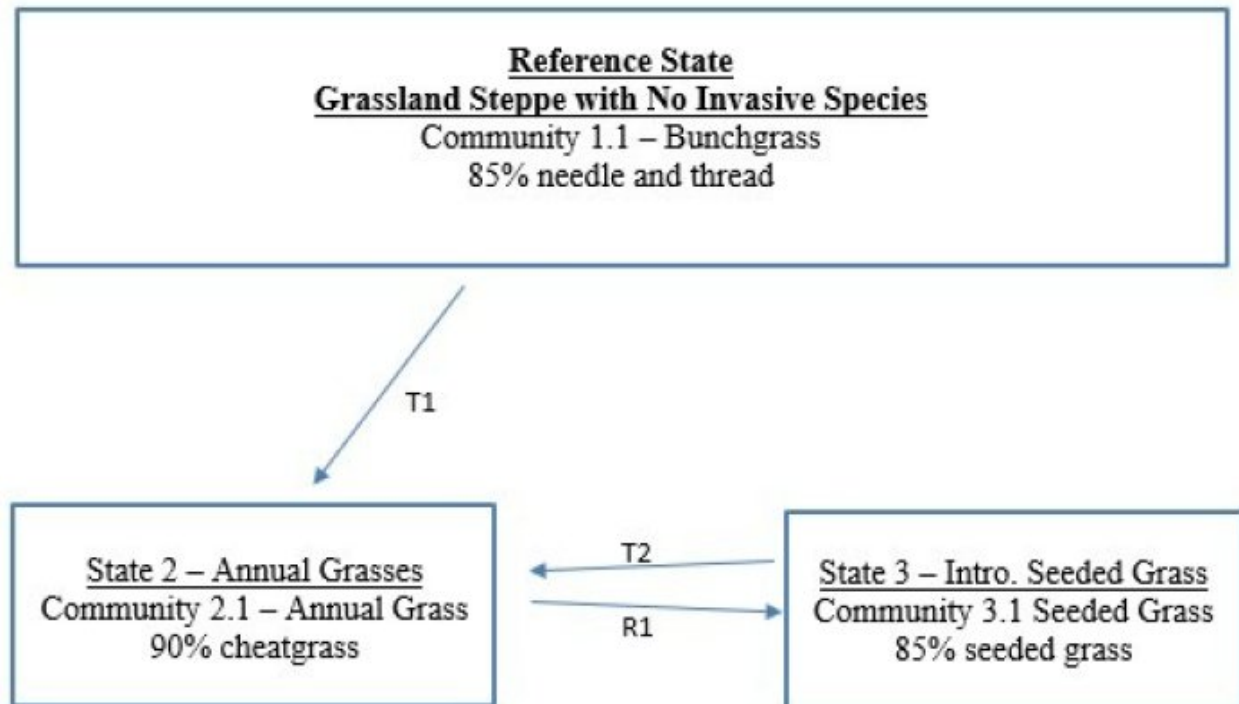 Reference State
Grassland Steppe with No Invasive Species
Community 1.1 – Bunchgrass
85% needle and thread
T1
State 2 – Annual Grasses
Community 2.1 – Annual Grass
90% cheatgrass
T2
R1
State 3 – Intro. Seeded Grass
Community 3.1 Seeded Grass
85% seeded grass